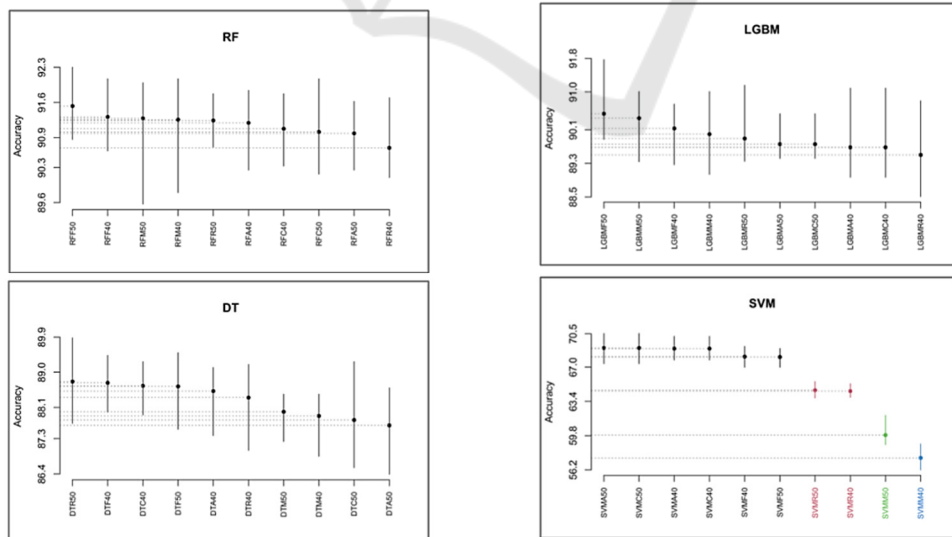 RF
Accuracy
92.3
91.6
90.9
90.3
89.6
RFF50
RFF40
RFM50
RFM40
RFR50
RFA40
RFC40
RFC50
RFA50
RFR40
LGBM
Accuracy
91.8
91.0
90.1
89.3
88.5
LGBMF50
LGBMM50
LGBMF40
LGBMM40
LGBMR50
LGBMA50
LGBMC50
LGBMA40
LGBMC40
LGBMR40
DT
Accuracy
89.9
89.0
88.1
87.3
86.4
DTR50
DTF40
DTC40
DTF50
DTA40
DTR40
DTM50
DTM40
DTC50
DTA50
SVM
Accuracy
70.5
67.0
63.4
59.8
56.2
SVMA50
SVMC50
SVMA40
SVMC40
SVMF40
SVMF50
SVMR50
SVMR40
SVMM50
SVMM40